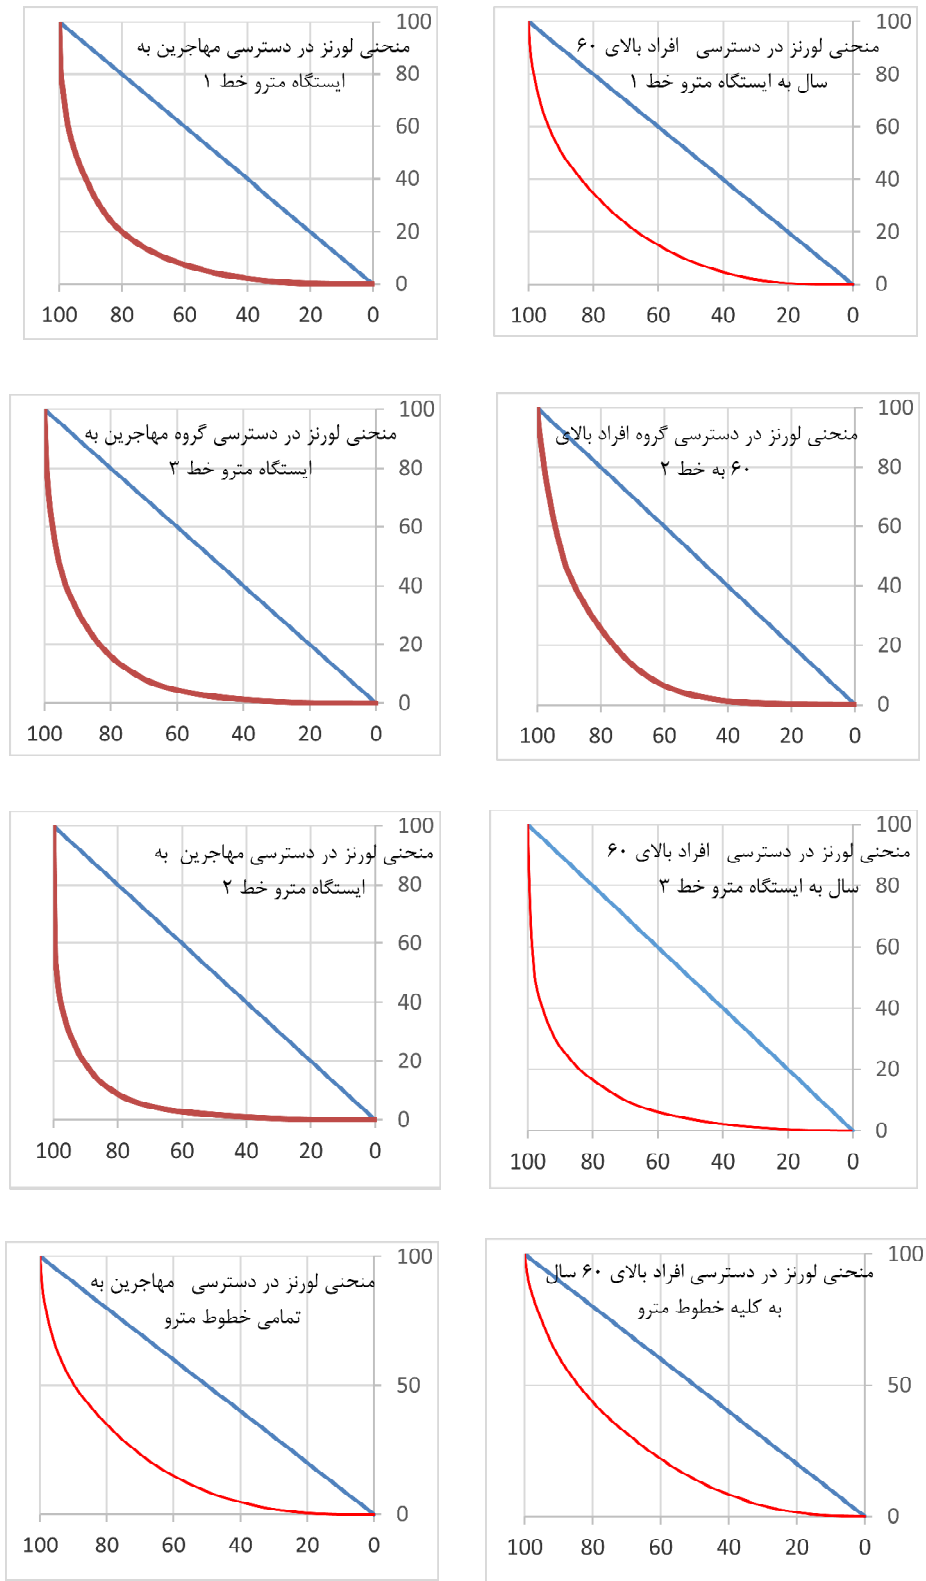 منحنی لورنز در دسترسی افراد بالای ۶۰
سال به ایستگاه مترو خط ۱
100
80
60
40
20
0
100 80 60 40 20 0
منحنی لورنز در دسترسی مهاجرین به
ایستگاه مترو خط ۱
100
80
60
40
20
0
100 80 60 40 20 0
منحنی لورنز در دسترسی گروه افراد بالای
۶۰ به خط ۲
100
80
60
40
20
0
100 80 60 40 20 0
منحنی لورنز در دسترسی گروه مهاجرین به
ایستگاه مترو خط ۳
100
80
60
40
20
0
100 80 60 40 20 0
منحنی لورنز در دسترسی افراد بالای ۶۰
سال به ایستگاه مترو خط ۳
100
80
60
40
20
0
100 80 60 40 20 0
منحنی لورنز در دسترسی مهاجرین به
ایستگاه مترو خط ۲
100
80
60
40
20
0
100 80 60 40 20 0
منحنی لورنز در دسترسی افراد بالای ۶۰ سال
به کلیه خطوط مترو
100
50
0
100 80 60 40 20 0
منحنی لورنز در دسترسی مهاجرین به
تمامی خطوط مترو
100
50
0
100 80 60 40 20 0